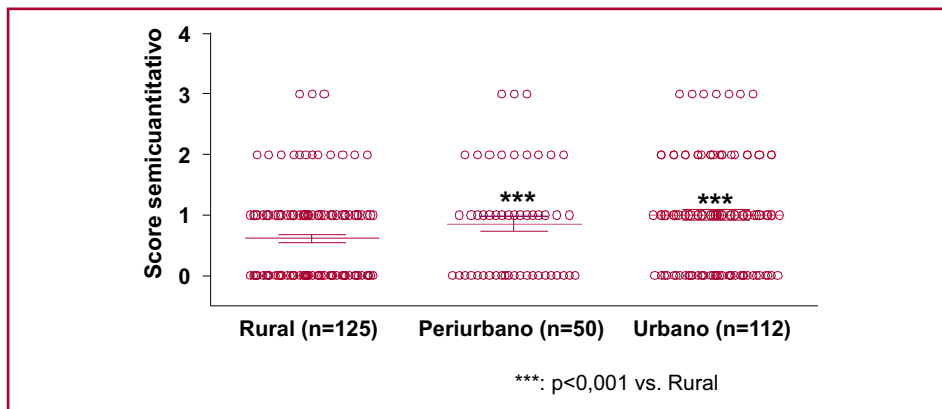 Score semicuantitativo
4
3
2
1
0
***
***
Rural (n=125)
Periurbano (n=50)
Urbano (n=112)
***: p<0,001 vs. Rural